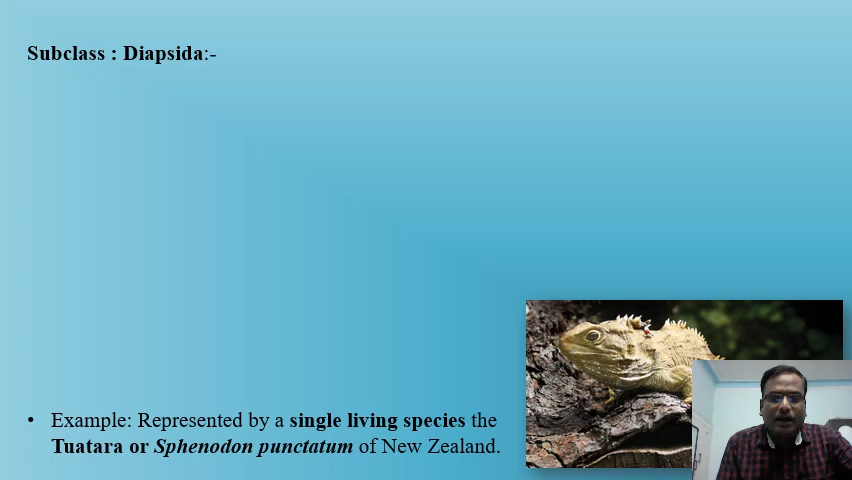 Subclass : Diapsida:-
• Example: Represented by a single living species the
Tuatara or Sphenodon punctatum of New Zealand.